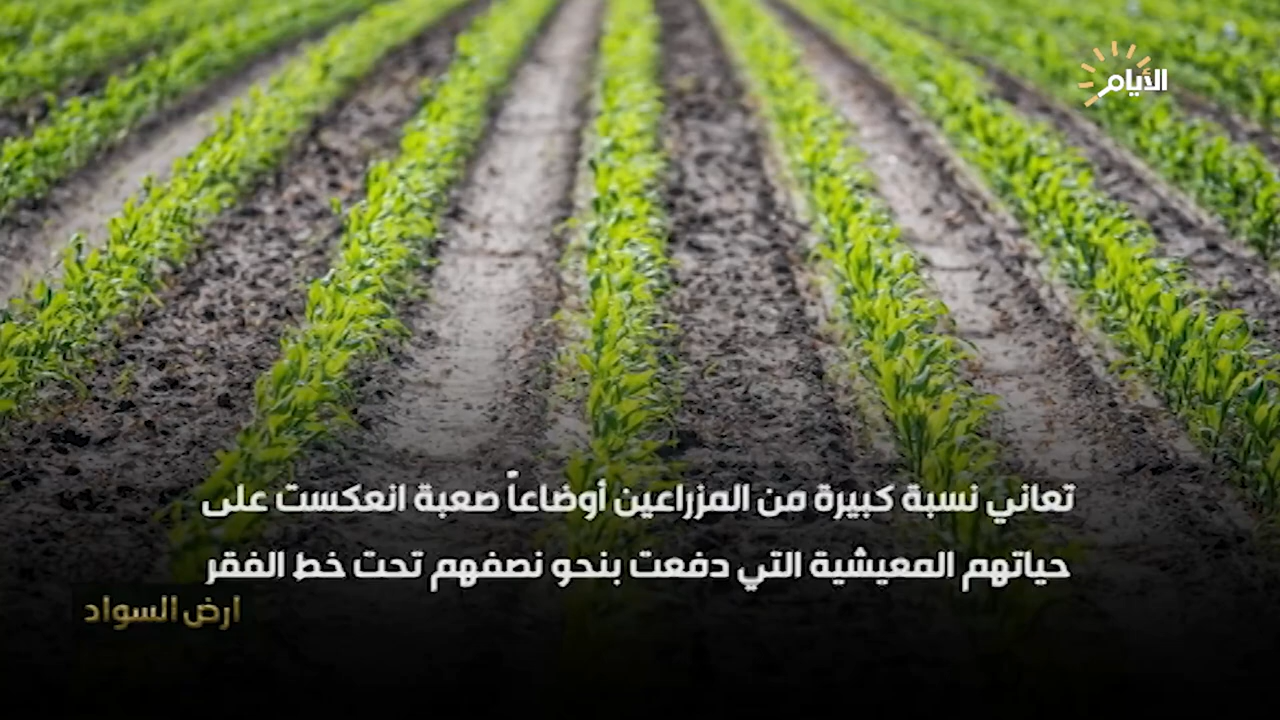 الأيام
تعاني نسبة كبيرة من المزراعين أوضاعاً صعبة انعكست على
حياتهم المعيشية التي دفعت بنحو نصفهم تحت خط الفقر
ارض السواد